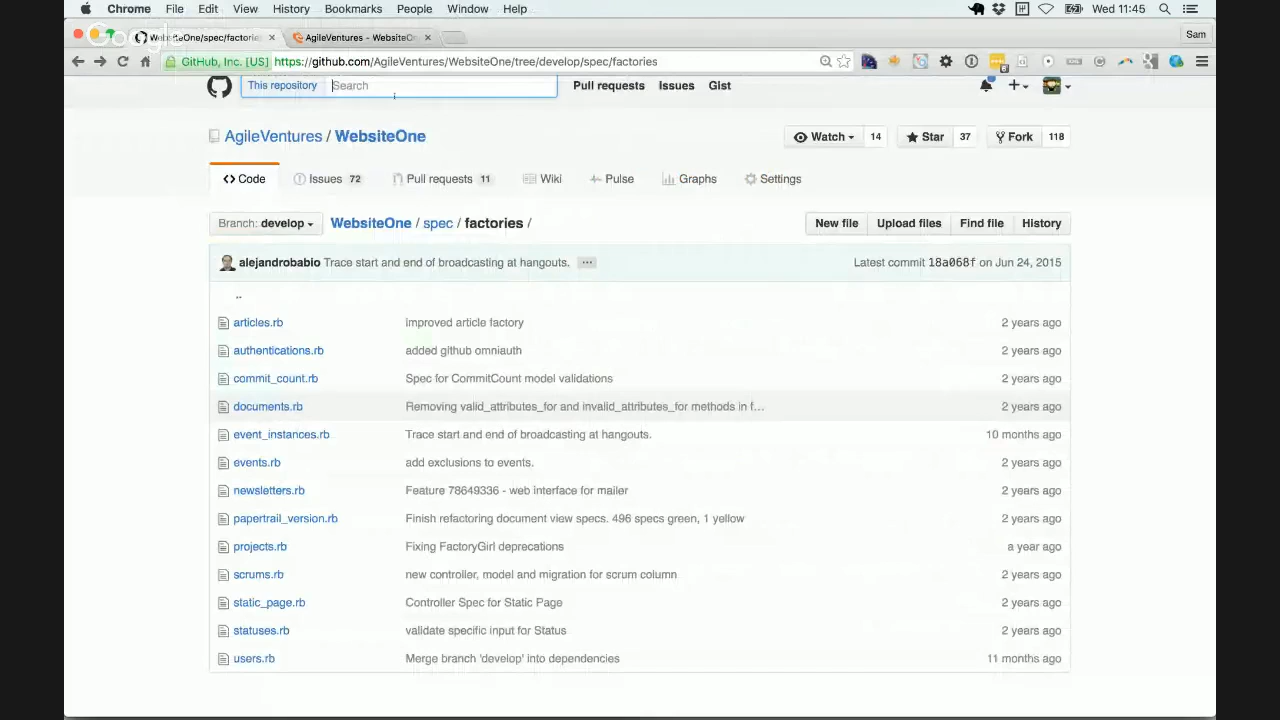 Chrome File Edit View History Bookmarks People Window Help Wed 11:45
Google
WebsiteOne/spec/factories AgileVentures - WebsiteOn Sam
GitHub, Inc. [US] https://github.com/AgileVentures/WebsiteOne/tree/develop/spec/factories
This repository Search Pull requests Issues Gist
AgileVentures / WebsiteOne Watch 14 Star 37 Fork 118
Code Issues 72 Pull requests 11 Wiki Pulse Graphs Settings
Branch: develop WebsiteOne / spec / factories / New file Upload files Find file History
alejandrobabio Trace start and end of broadcasting at hangouts. ... Latest commit 18a068f on Jun 24, 2015
..
articles.rb improved article factory 2 years ago
authentications.rb added github omniauth 2 years ago
commit_count.rb Spec for CommitCount model validations 2 years ago
documents.rb Removing valid_attributes_for and invalid_attributes_for methods in f... 2 years ago
event_instances.rb Trace start and end of broadcasting at hangouts. 10 months ago
events.rb add exclusions to events. 2 years ago
newsletters.rb Feature 78649336 - web interface for mailer 2 years ago
papertrail_version.rb Finish refactoring document view specs. 496 specs green, 1 yellow 2 years ago
projects.rb Fixing FactoryGirl deprecations a year ago
scrums.rb new controller, model and migration for scrum column 2 years ago
static_page.rb Controller Spec for Static Page 2 years ago
statuses.rb validate specific input for Status 2 years ago
users.rb Merge branch 'develop' into dependencies 11 months ago